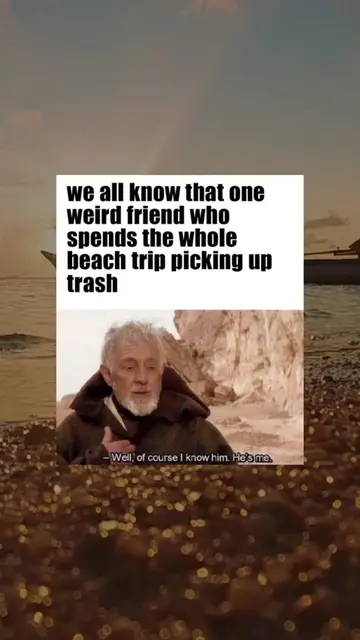 we all know that one
weird friend who
spends the whole
beach trip picking up
trash
– Well, of course I know him. He's me.